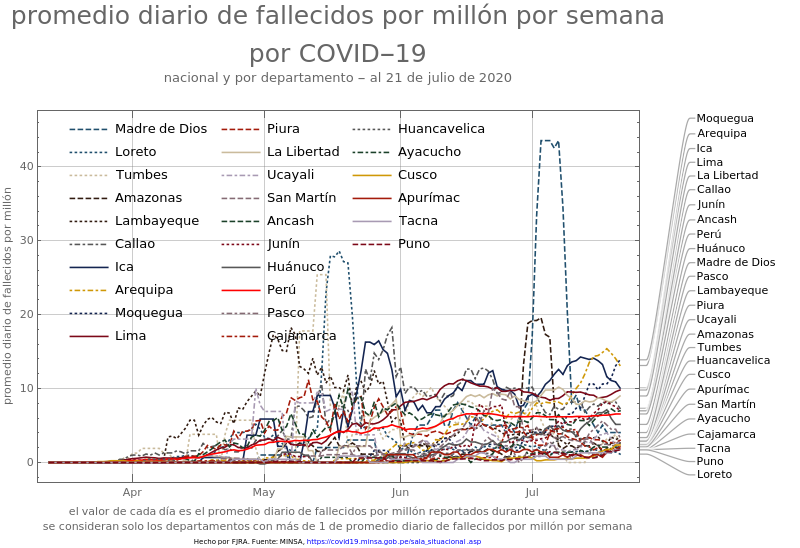 promedio diario de fallecidos por millón por semana
por COVID−19
nacional y por departamento − al 21 de julio de 2020
promedio diario de fallecidos por millón
40
30
20
10
0
Apr
May
Jun
Jul
Madre de Dios
Loreto
Tumbes
Amazonas
Lambayeque
Callao
Ica
Arequipa
Moquegua
Lima
Piura
La Libertad
Ucayali
San Martín
Ancash
Junín
Huánuco
Perú
Pasco
Cajamarca
Huancavelica
Ayacucho
Cusco
Apurímac
Tacna
Puno
Moquegua
Arequipa
Ica
Lima
La Libertad
Callao
Junín
Ancash
Perú
Huánuco
Madre de Dios
Pasco
Lambayeque
Piura
Ucayali
Amazonas
Tumbes
Huancavelica
Cusco
Apurímac
San Martín
Ayacucho
Cajamarca
Tacna
Puno
Loreto
el valor de cada día es el promedio diario de fallecidos por millón reportados durante una semana
se consideran solo los departamentos con más de 1 de promedio diario de fallecidos por millón por semana
Hecho por FJRA. Fuente: MINSA, https://covid19.minsa.gob.pe/sala_situacional.asp